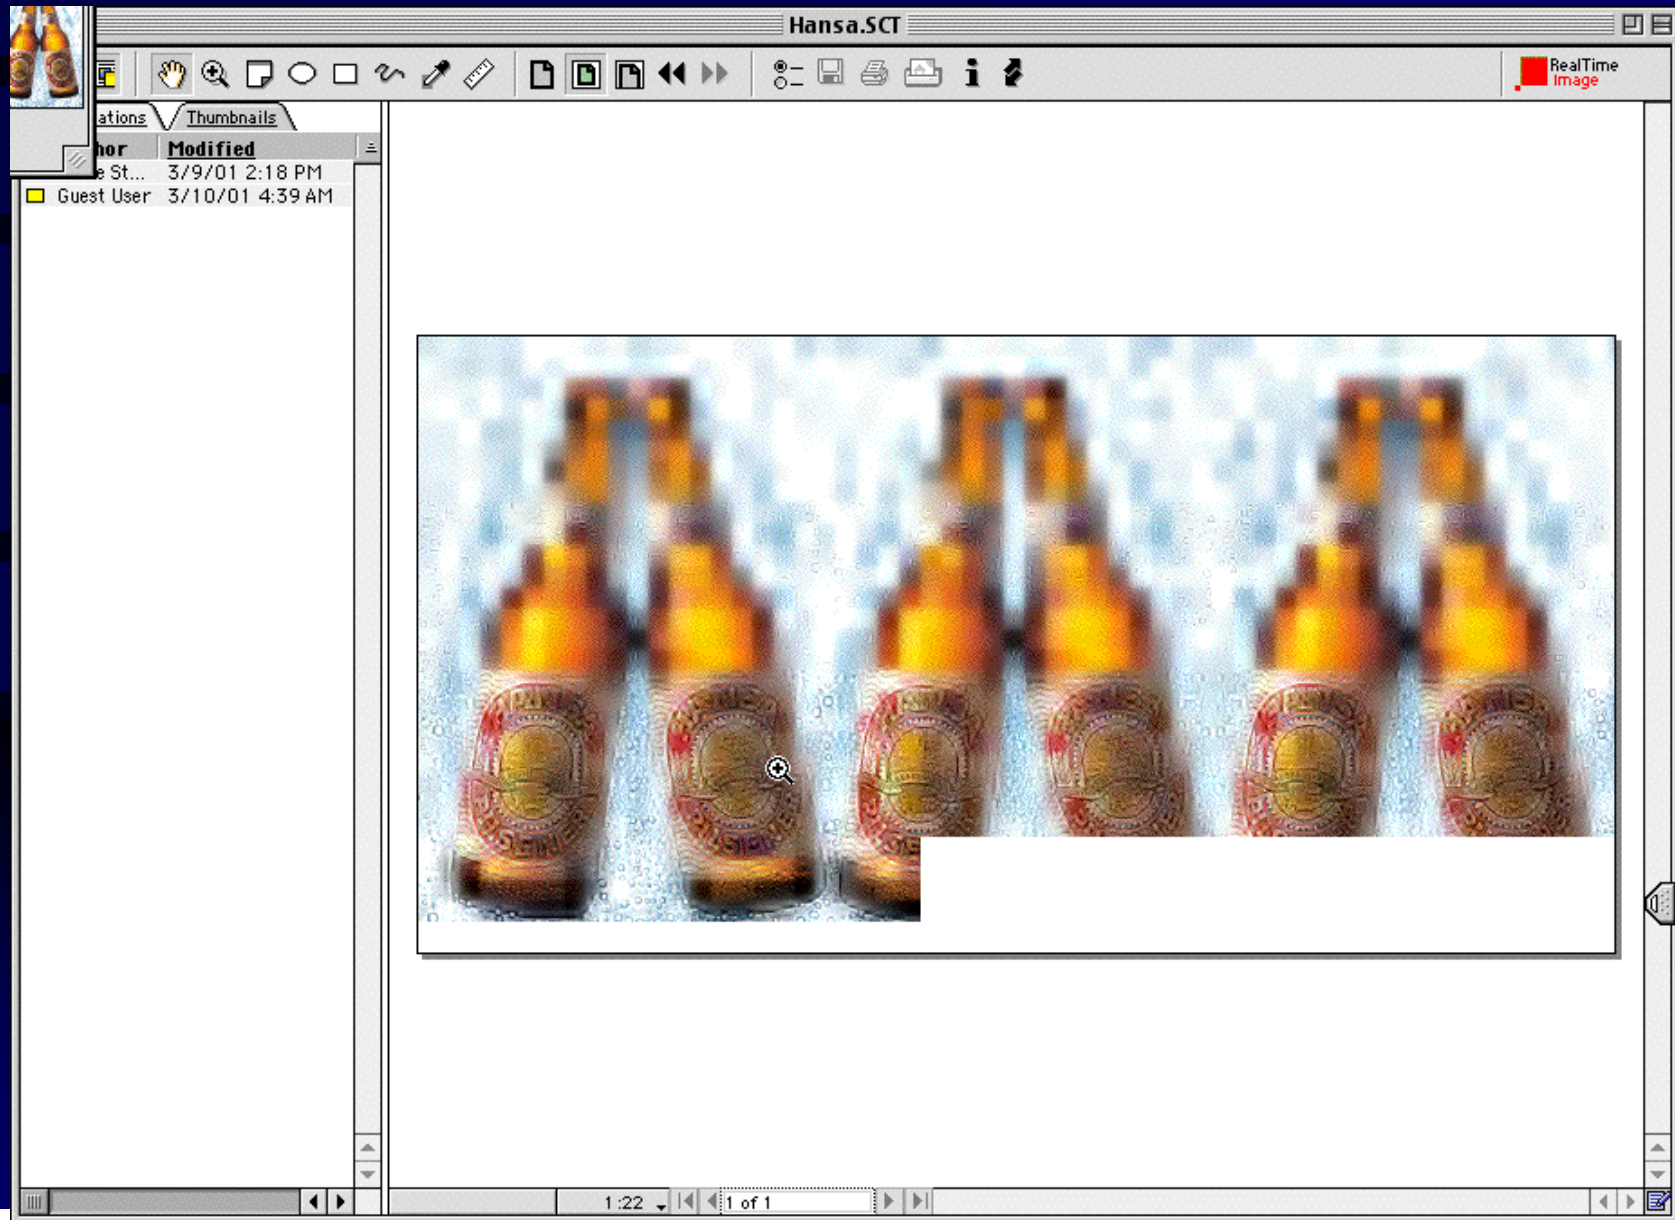 Hansa.SCT
RealTime
Image
ations
Thumbnails
hor
Modified
e St...
3/9/01 2:18 PM
Guest User
3/10/01 4:39 AM
1:22
1 of 1